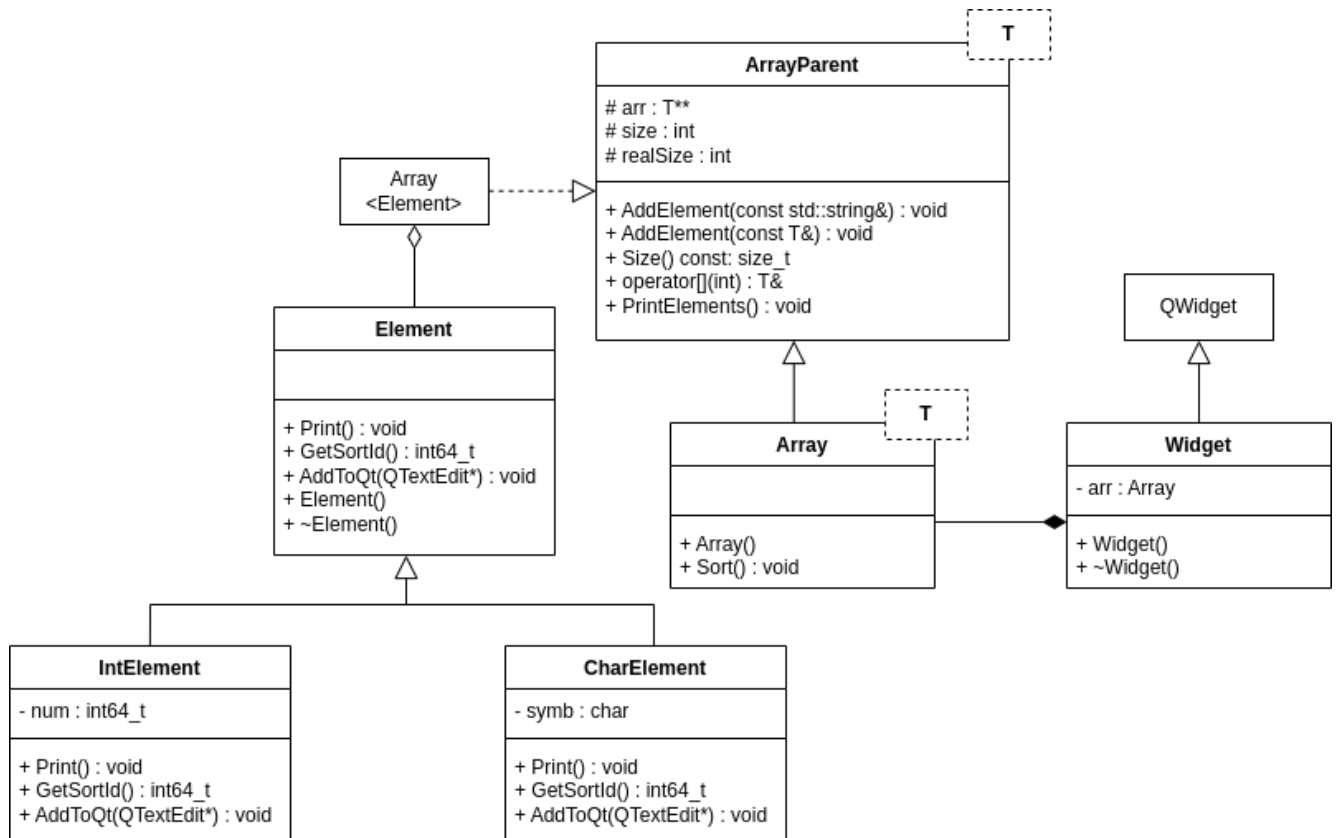 T
ArrayParent
# arr : T**
# size : int
# realSize : int
+ AddElement(const std::string&) : void
+ AddElement(const T&) : void
+ Size() const: size_t
+ operator[](int) : T&
+ PrintElements() : void
Array
<Element>
Element
+ Print() : void
+ GetSortId() : int64_t
+ AddToQt(QTextEdit*) : void
+ Element()
+ ~Element()
QWidget
T
Array
+ Array()
+ Sort() : void
Widget
- arr : Array
+ Widget()
+ ~Widget()
IntElement
- num : int64_t
+ Print() : void
+ GetSortId() : int64_t
+ AddToQt(QTextEdit*) : void
CharElement
- symb : char
+ Print() : void
+ GetSortId() : int64_t
+ AddToQt(QTextEdit*) : void